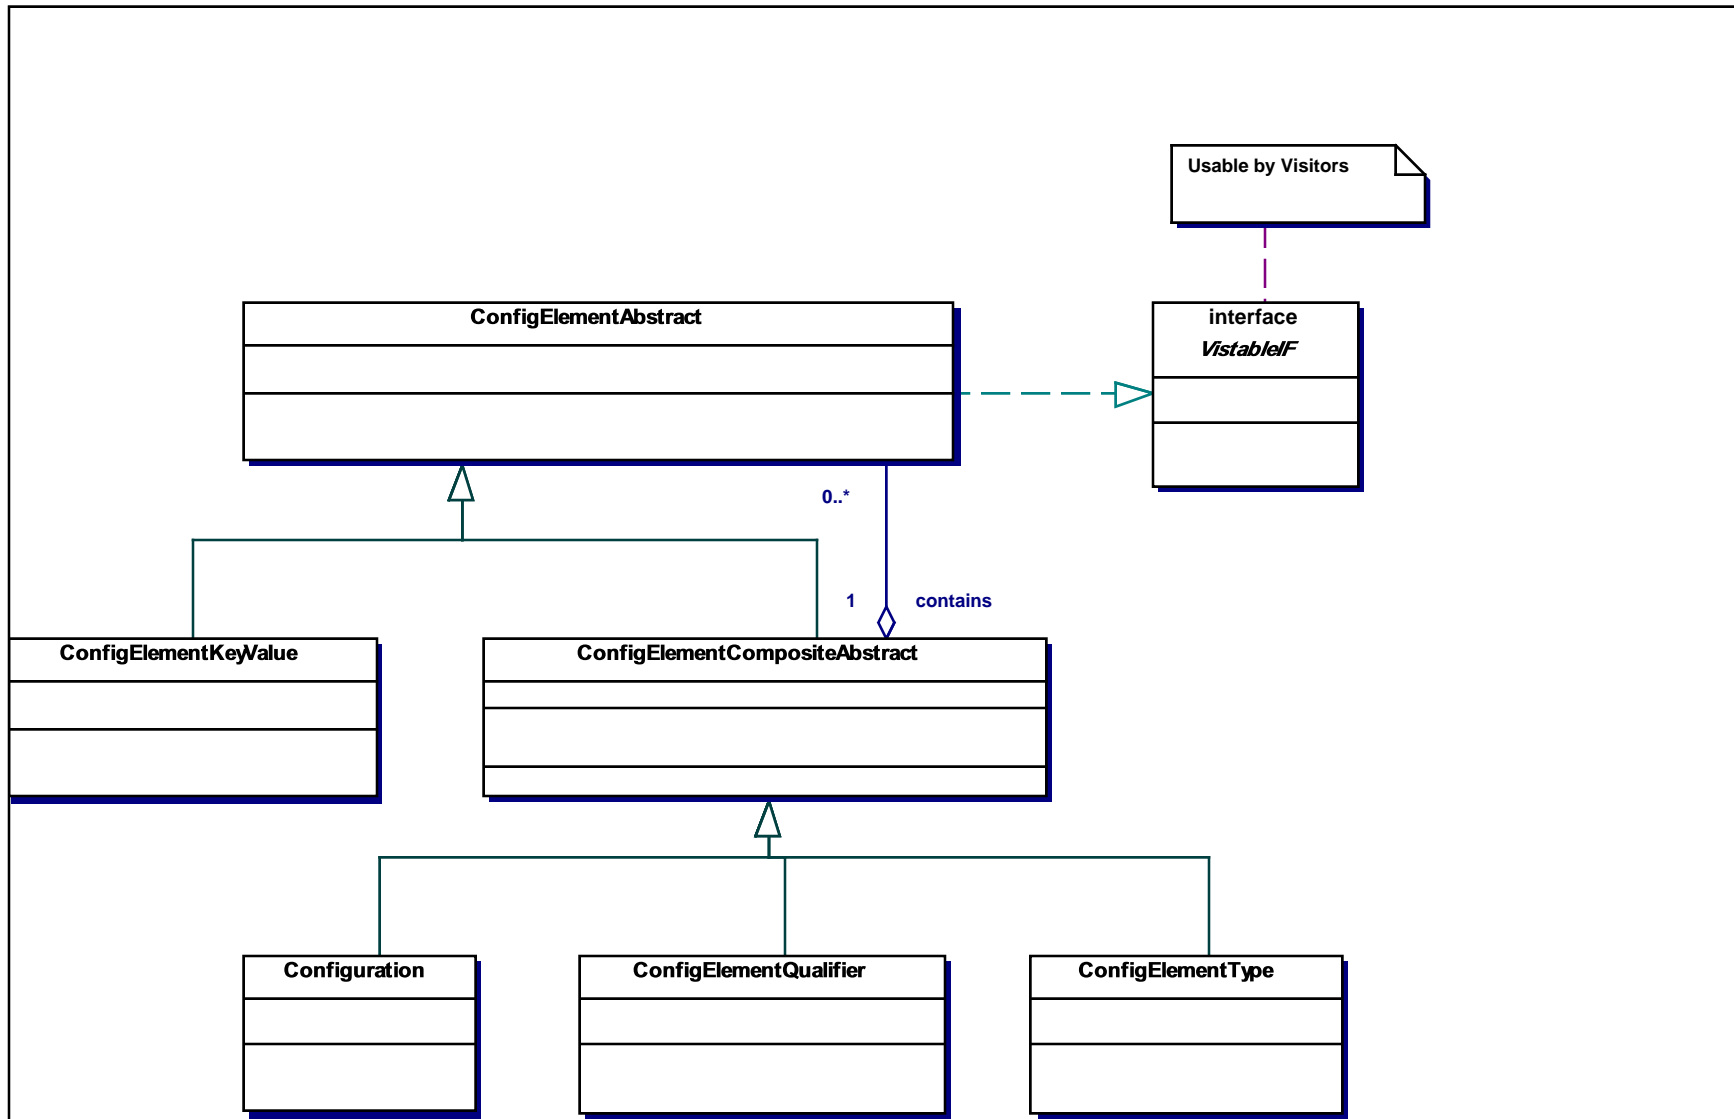 Usable by Visitors
ConfigElementAbstract
interface
VistableIF
0..*
1
contains
ConfigElementKeyValue
ConfigElementCompositeAbstract
Configuration
ConfigElementQualifier
ConfigElementType